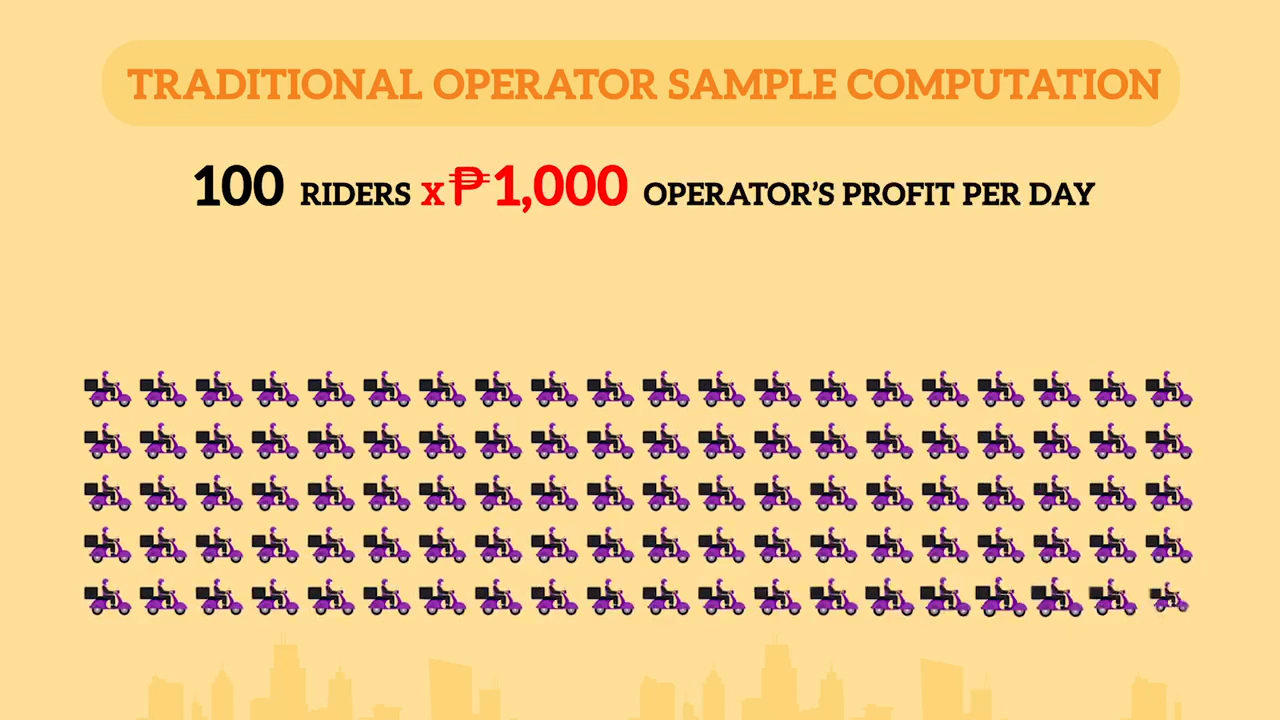 TRADITIONAL OPERATOR SAMPLE COMPUTATION
100 RIDERS X ₱1,000 OPERATOR’S PROFIT PER DAY